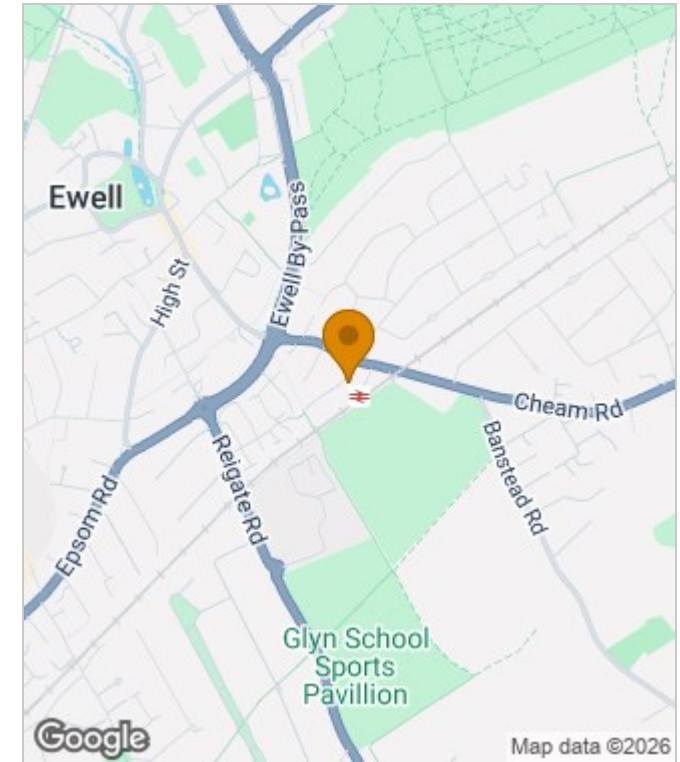 Ewell
Ewell By Pass
High St
Cheam Rd
Banstead Rd
Reigate Rd
Epsom Rd
Glyn School
Sports
Pavillion
Google
Map data ©2026